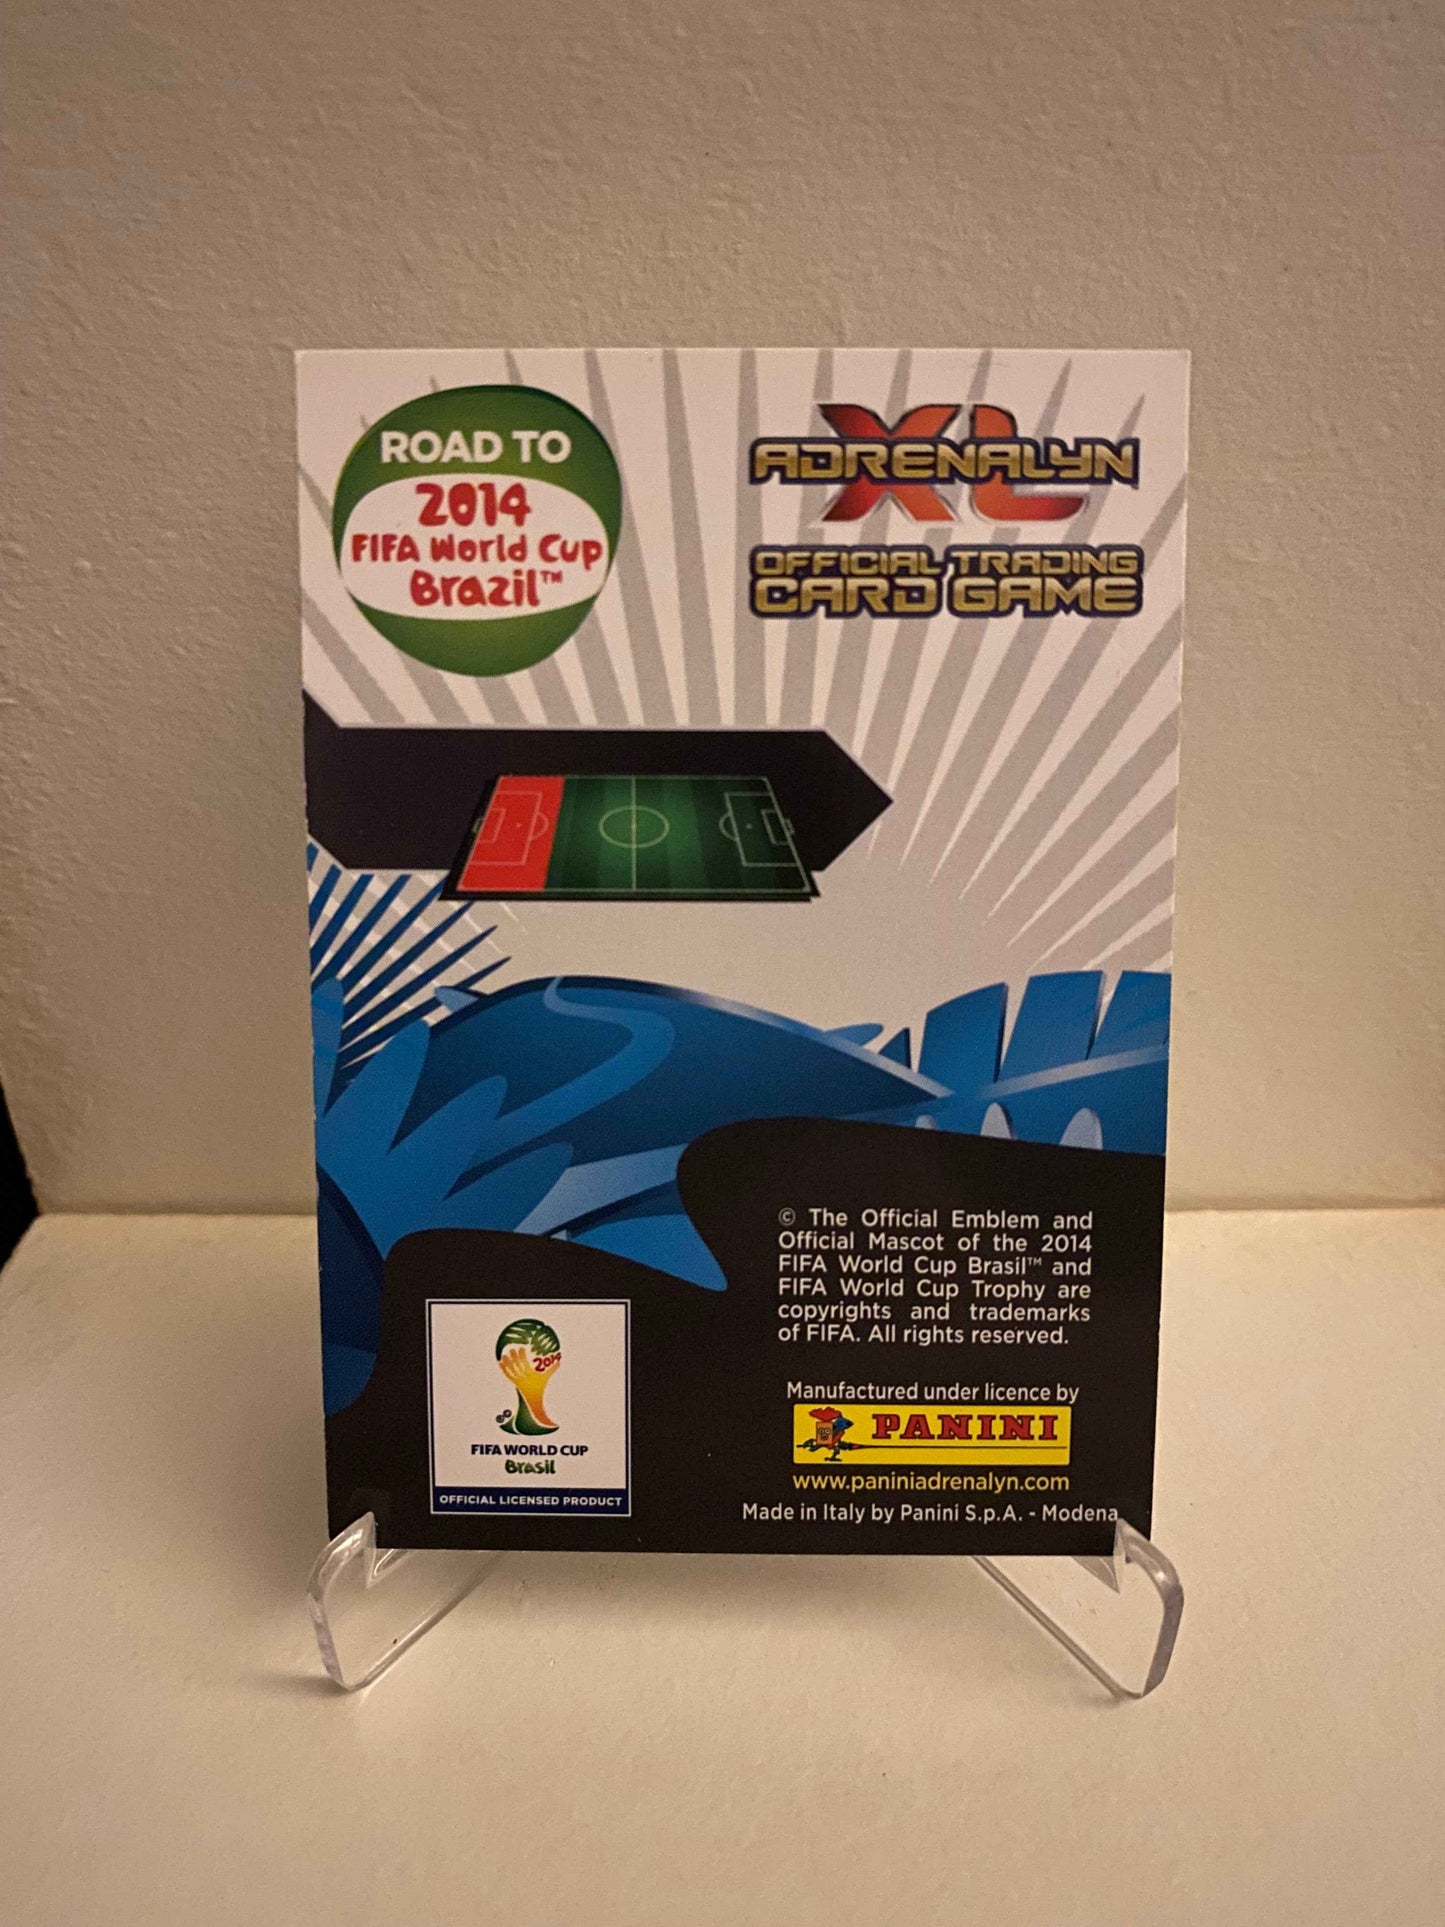 ROAD TO
2014
FIFA World Cup
Brazil™
XL
ADRENALYN
OFFICIAL TRADING
CARD GAME
© The Official Emblem and
Official Mascot of the 2014
FIFA World Cup Brasil™ and
FIFA World Cup Trophy are
copyrights and trademarks
of FIFA. All rights reserved.
2014
FIFA WORLD CUP
Brasil
OFFICIAL LICENSED PRODUCT
Manufactured under licence by
PANINI
www.paniniadrenalyn.com
Made in Italy by Panini S.p.A. - Modena